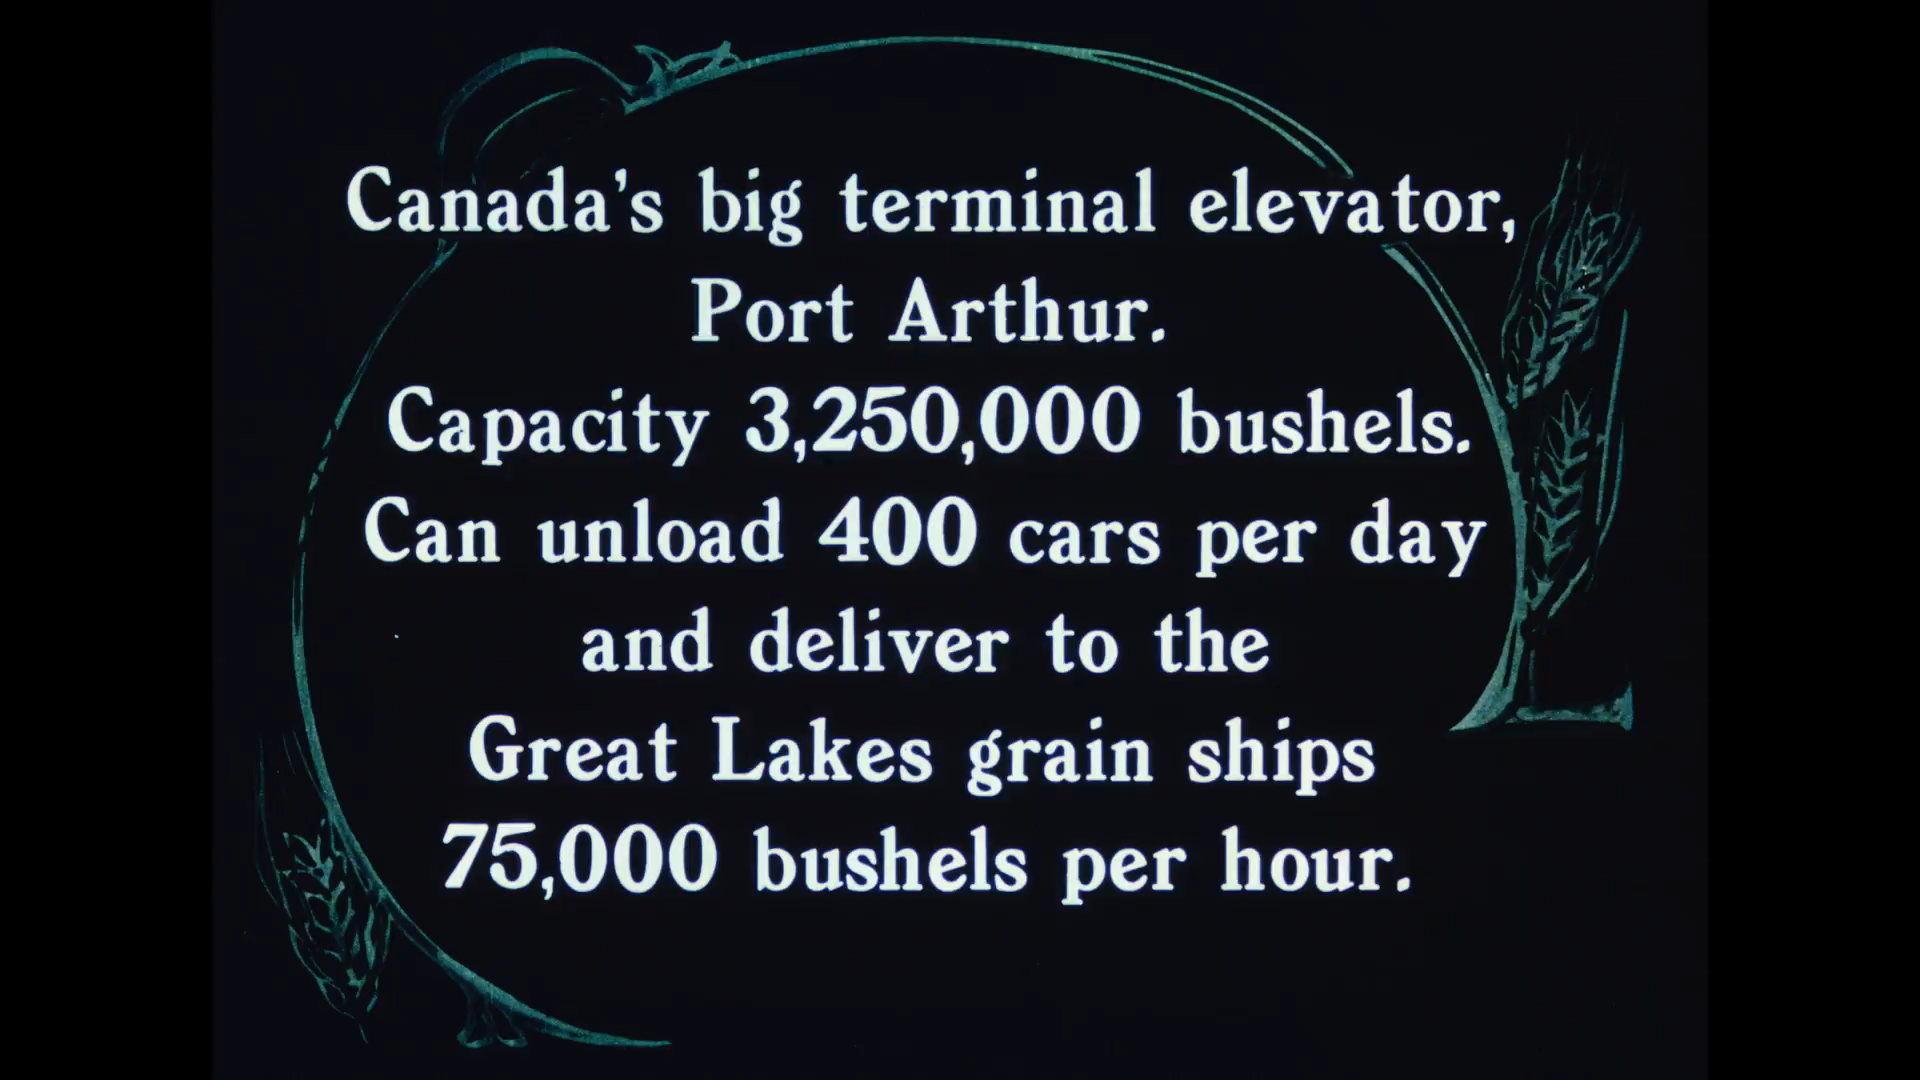 Canada's big terminal elevator,
Port Arthur.
Capacity 3,250,000 bushels.
Can unload 400 cars per day
and deliver to the
Great Lakes grain ships
75,000 bushels per hour.